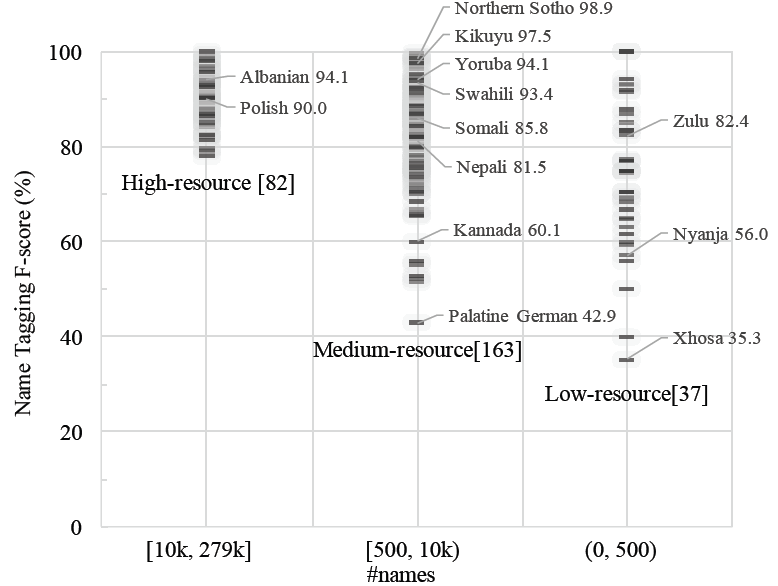 Northern Sotho 98.9
Kikuyu 97.5
Yoruba 94.1
Swahili 93.4
Somali 85.8
Nepali 81.5
Kannada 60.1
Palatine German 42.9
Albanian 94.1
Polish 90.0
Zulu 82.4
Nyanja 56.0
Xhosa 35.3
High-resource [82]
Medium-resource[163]
Low-resource[37]
Name Tagging F-score (%)
100
80
60
40
20
0
[10k, 279k]
[500, 10k)
(0, 500)
#names